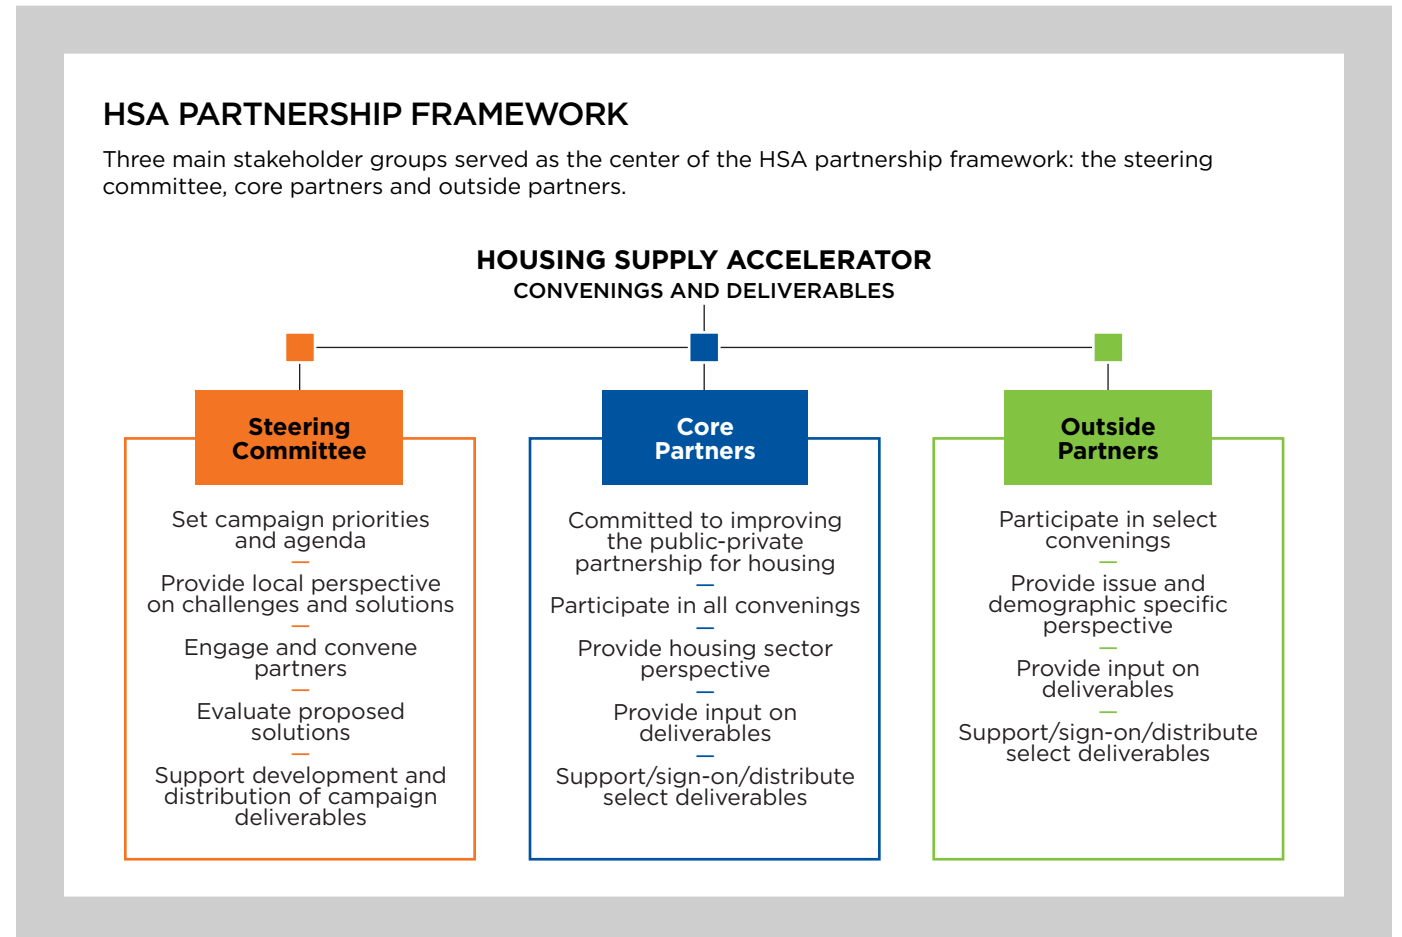 HSA PARTNERSHIP FRAMEWORK
Three main stakeholder groups served as the center of the HSA partnership framework: the steering
committee, core partners and outside partners.
HOUSING SUPPLY ACCELERATOR
CONVENINGS AND DELIVERABLES
Steering
Committee
Set campaign priorities
and agenda
—
Provide local perspective
on challenges and solutions
—
Engage and convene
partners
—
Evaluate proposed
solutions
—
Support development and
distribution of campaign
deliverables
Core
Partners
Committed to improving
the public-private
partnership for housing
—
Participate in all convenings
—
Provide housing sector
perspective
—
Provide input on
deliverables
—
Support/sign-on/distribute
select deliverables
Outside
Partners
Participate in select
convenings
—
Provide issue and
demographic specific
perspective
—
Provide input on
deliverables
—
Support/sign-on/distribute
select deliverables